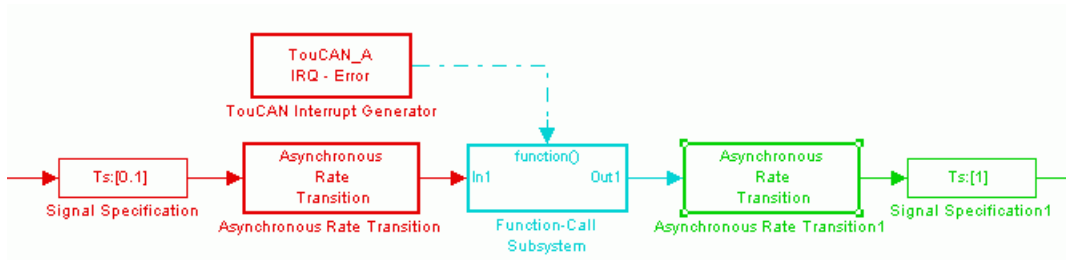 TouCAN_A
IRQ - Error
TouCAN Interrupt Generator
Ts:[0.1]
Signal Specification
Asynchronous
Rate
Transition
Asynchronous Rate Transition
function()
In1
Out1
Function-Call
Subsystem
Asynchronous
Rate
Transition
Asynchronous Rate Transition1
Ts:[1]
Signal Specification1